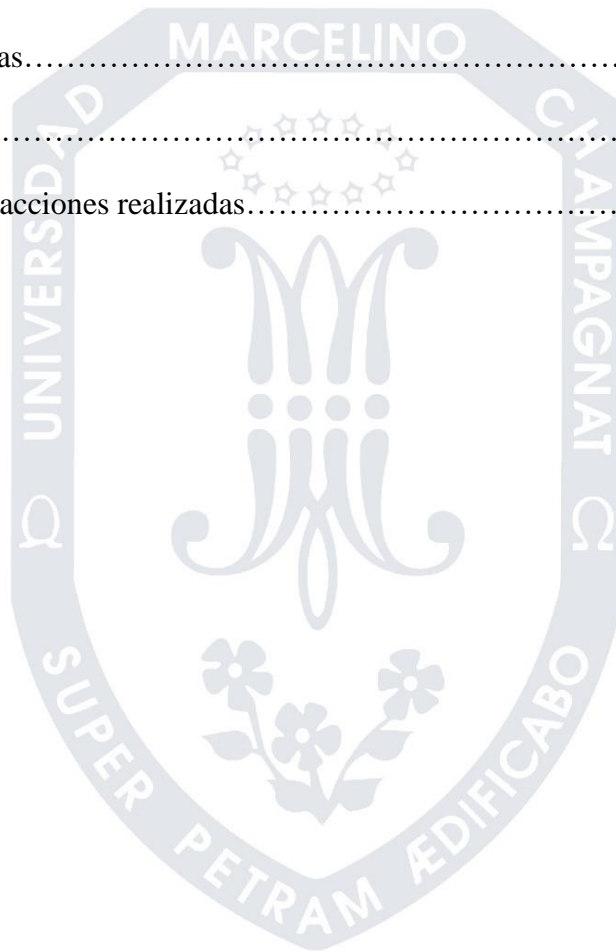 as……………………………………………………
……………………………………………………
acciones realizadas……………………………
UNIVERSIDAD MARCELINO CHAMPAGNAT
SUPER PETRAM ÆDIFICABO